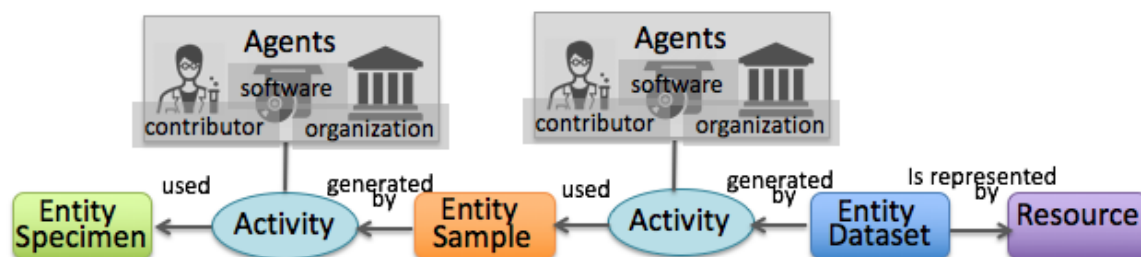 Agents
software
contributor
organization
Agents
software
contributor
organization
used
generated
by
used
generated
by
Is represented
by
Entity
Specimen
Activity
Entity
Sample
Activity
Entity
Dataset
Resource